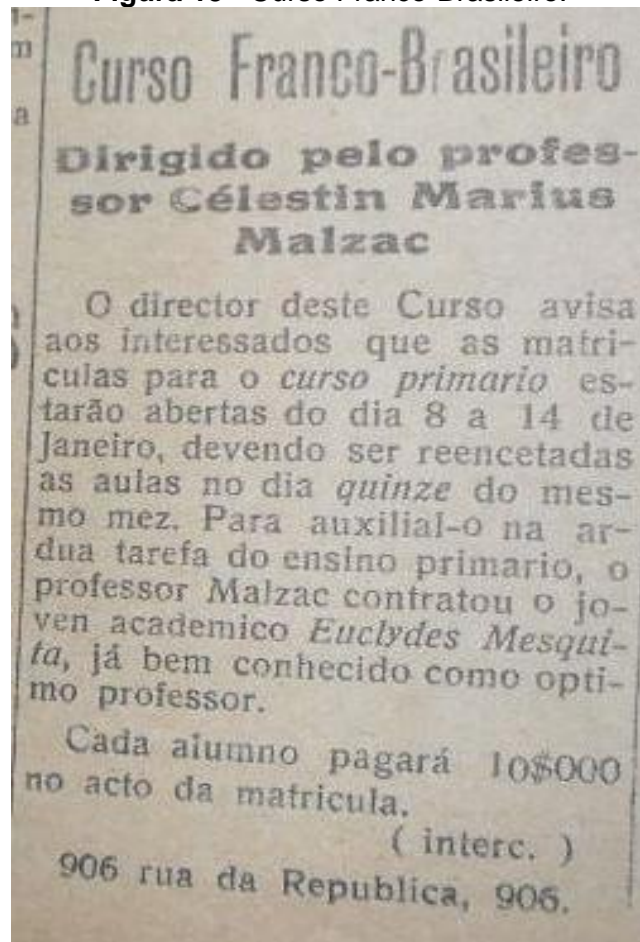 Curso Franco-Brasileiro
Dirigido pelo profes-
sor Célestin Marius
Malzac
O director deste Curso avisa
aos interessados que as matri-
culas para o curso primario es-
tarão abertas do dia 8 a 14 de
Janeiro, devendo ser reencetadas
as aulas no dia quinze do mes-
mo mez. Para auxilial-o na ar-
dua tarefa do ensino primario, o
professor Malzac contratou o jo-
ven academico Euclydes Mesqui-
ta, já bem conhecido como opti-
mo professor.
Cada alumno pagará 10$000
no acto da matricula.
( interc. )
906 rua da Republica, 906.